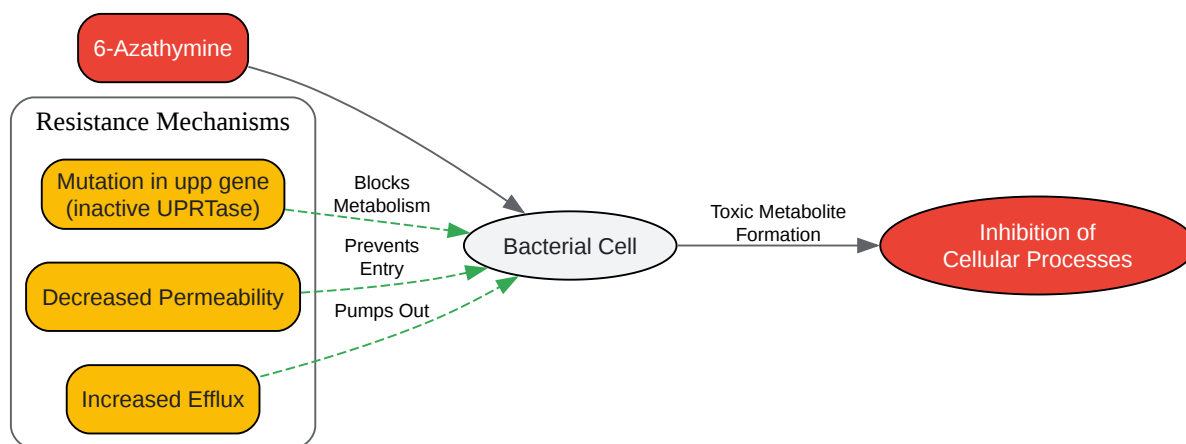 6-Azathymine
Resistance Mechanisms
Mutation in upp gene
(inactive UPRTase)
Blocks
Metabolism
Decreased Permeability
Prevents
Entry
Increased Efflux
Pumps Out
Bacterial Cell
Toxic Metabolite
Formation
Inhibition of
Cellular Processes